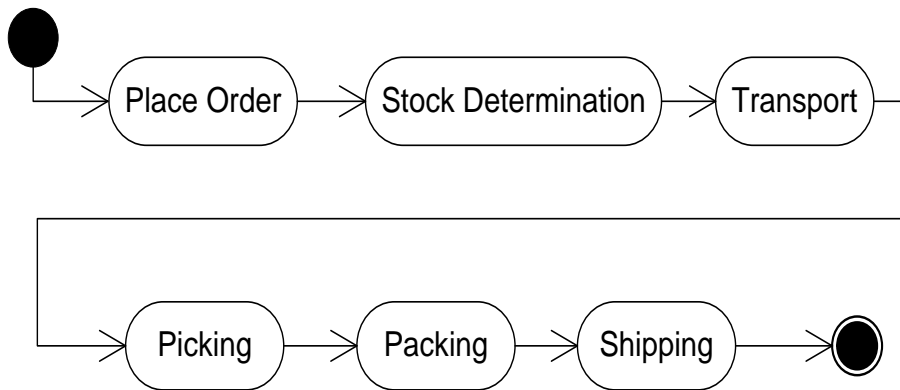 Place Order
Stock Determination
Transport
Picking
Packing
Shipping